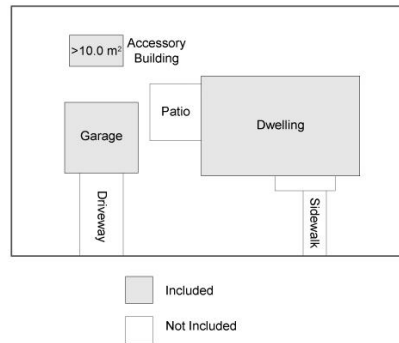 >10.0 m² Accessory
Building
Patio
Dwelling
Garage
Driveway
Sidewalk
Included
Not Included